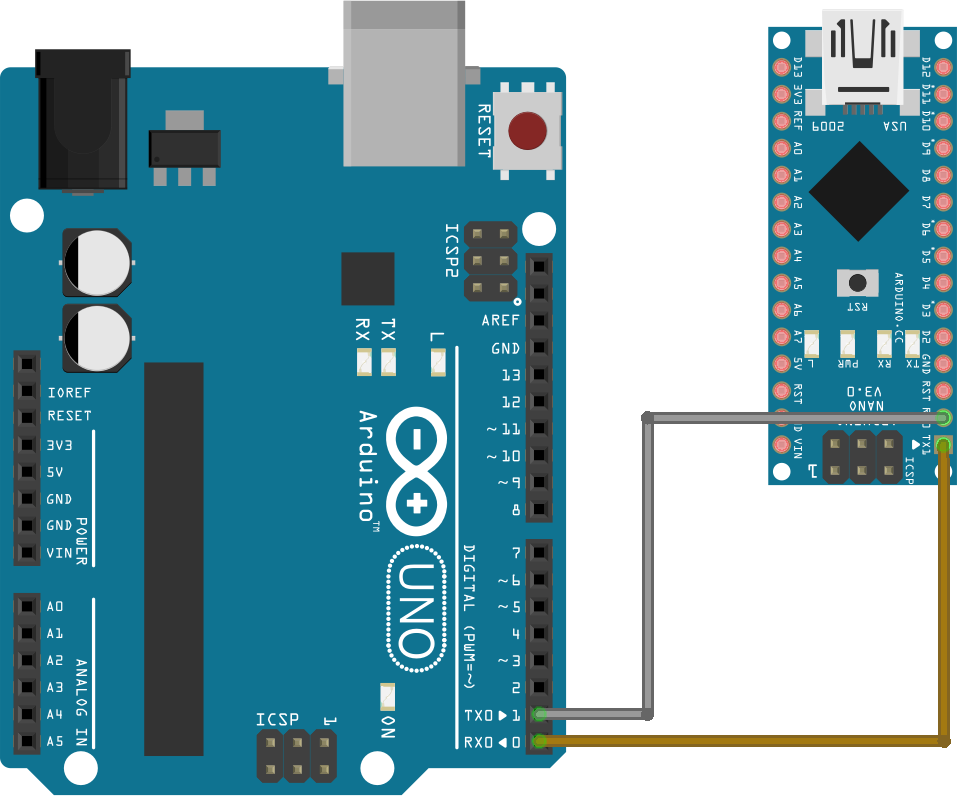 RESET
ICSP2
AREF
GND
13
12
~11
~10
~9
8
7
~6
~5
4
~3
2
TX0▶1
RX0◀0
DIGITAL (PWM=~)
RX
TX
L
Arduino™
UNO
ON
ICSP
1
IOREF
RESET
3V3
5V
GND
GND
VIN
POWER
A0
A1
A2
A3
A4
A5
ANALOG IN
D13
3V3
REF
A0
A1
A2
A3
A4
A5
A6
A7
5V
RST
VIN
D12
D11
D10
D9
D8
D7
D6
D5
D4
D3
D2
GND
RST
TX1
USA
2009
RST
ARDUINO.CC
TX
RX
PWR
L
NANO
V3.0
ICSP
1